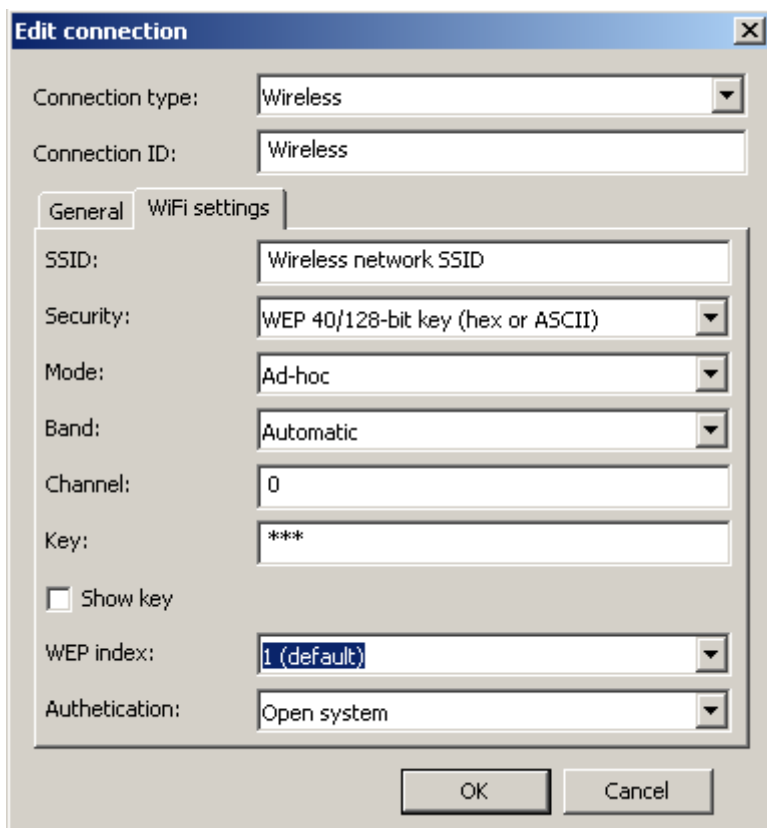 Edit connection
Connection type: Wireless
Connection ID: Wireless
General WiFi settings
SSID: Wireless network SSID
Security: WEP 40/128-bit key (hex or ASCII)
Mode: Ad-hoc
Band: Automatic
Channel: 0
Key: ***
Show key
WEP index: 1 (default)
Authetication: Open system
OK Cancel